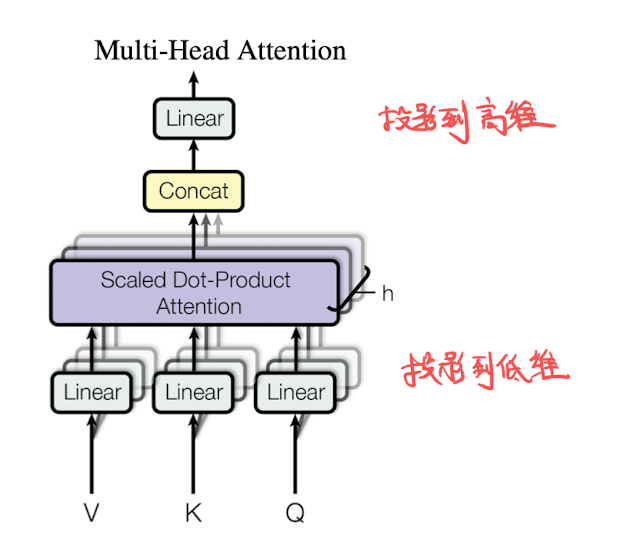 Multi-Head Attention
Linear
投影到高维
Concat
Scaled Dot-Product
Attention
h
投影到低维
Linear
Linear
Linear
V
K
Q